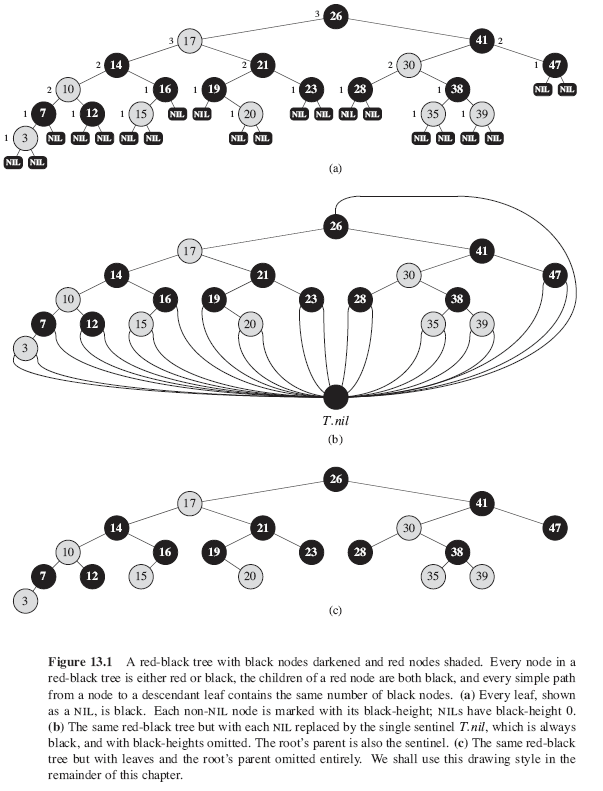 3 26
3 17 41 2
2 14 2 21 2 30 1 47
NIL NIL
2 10 1 16 1 19 1 23 1 28 1 38
NIL NIL NIL NIL NIL NIL
1 7 1 12 1 15 1 20 1 35 1 39
NIL NIL NIL NIL NIL NIL NIL NIL NIL NIL NIL
1 3
NIL NIL
(a)
26
17 41
14 21 30 47
10 16 19 23 28 38
7 12 15 20 35 39
3
T.nil
(b)
26
17 41
14 21 30 47
10 16 19 23 28 38
7 12 15 20 35 39
3
(c)
Figure 13.1 A red-black tree with black nodes darkened and red nodes shaded. Every node in a
red-black tree is either red or black, the children of a red node are both black, and every simple path
from a node to a descendant leaf contains the same number of black nodes. (a) Every leaf, shown
as a NIL, is black. Each non-NIL node is marked with its black-height; NILs have black-height 0.
(b) The same red-black tree but with each NIL replaced by the single sentinel T.nil, which is always
black, and with black-heights omitted. The root's parent is also the sentinel. (c) The same red-black
tree but with leaves and the root's parent omitted entirely. We shall use this drawing style in the
remainder of this chapter.